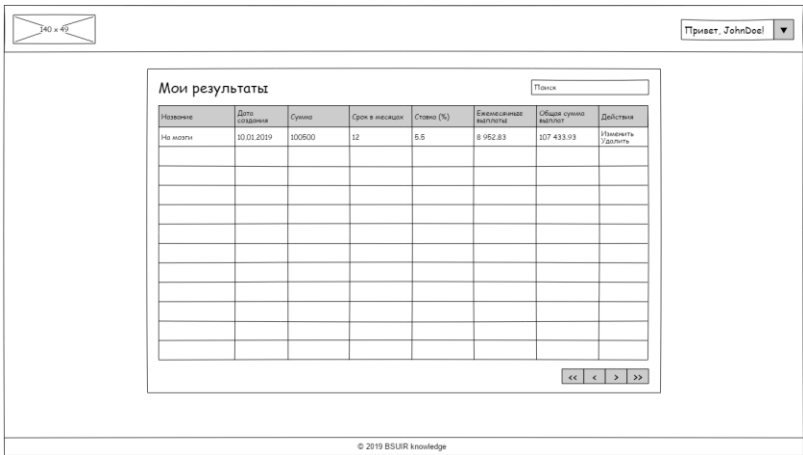 140 x 49
Привет, JohnDoe! ▼
Мои результаты
Поиск
Название Дата создания Сумма Срок в месяцах Ставка (%) Ежемесячные выплаты Общая сумма выплат Действия
На мозги 10.01.2019 100500 12 5.5 8 952.83 107 433.93 Изменить Удалить
<< < > >>
© 2019 BSUIR knowledge